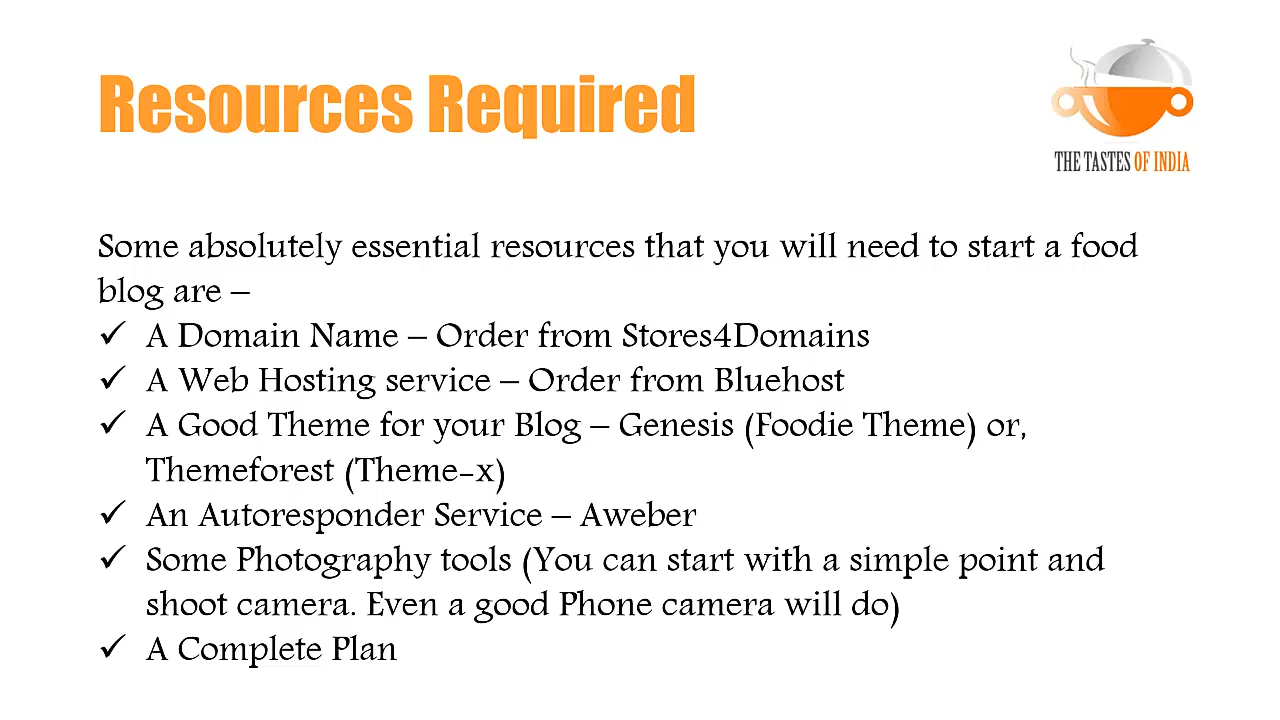 Resources Required
THE TASTES OF INDIA
Some absolutely essential resources that you will need to start a food
blog are –
✓ A Domain Name – Order from Stores4Domains
✓ A Web Hosting service – Order from Bluehost
✓ A Good Theme for your Blog – Genesis (Foodie Theme) or,
Themeforest (Theme-x)
✓ An Autoresponder Service – Aweber
✓ Some Photography tools (You can start with a simple point and
shoot camera. Even a good Phone camera will do)
✓ A Complete Plan